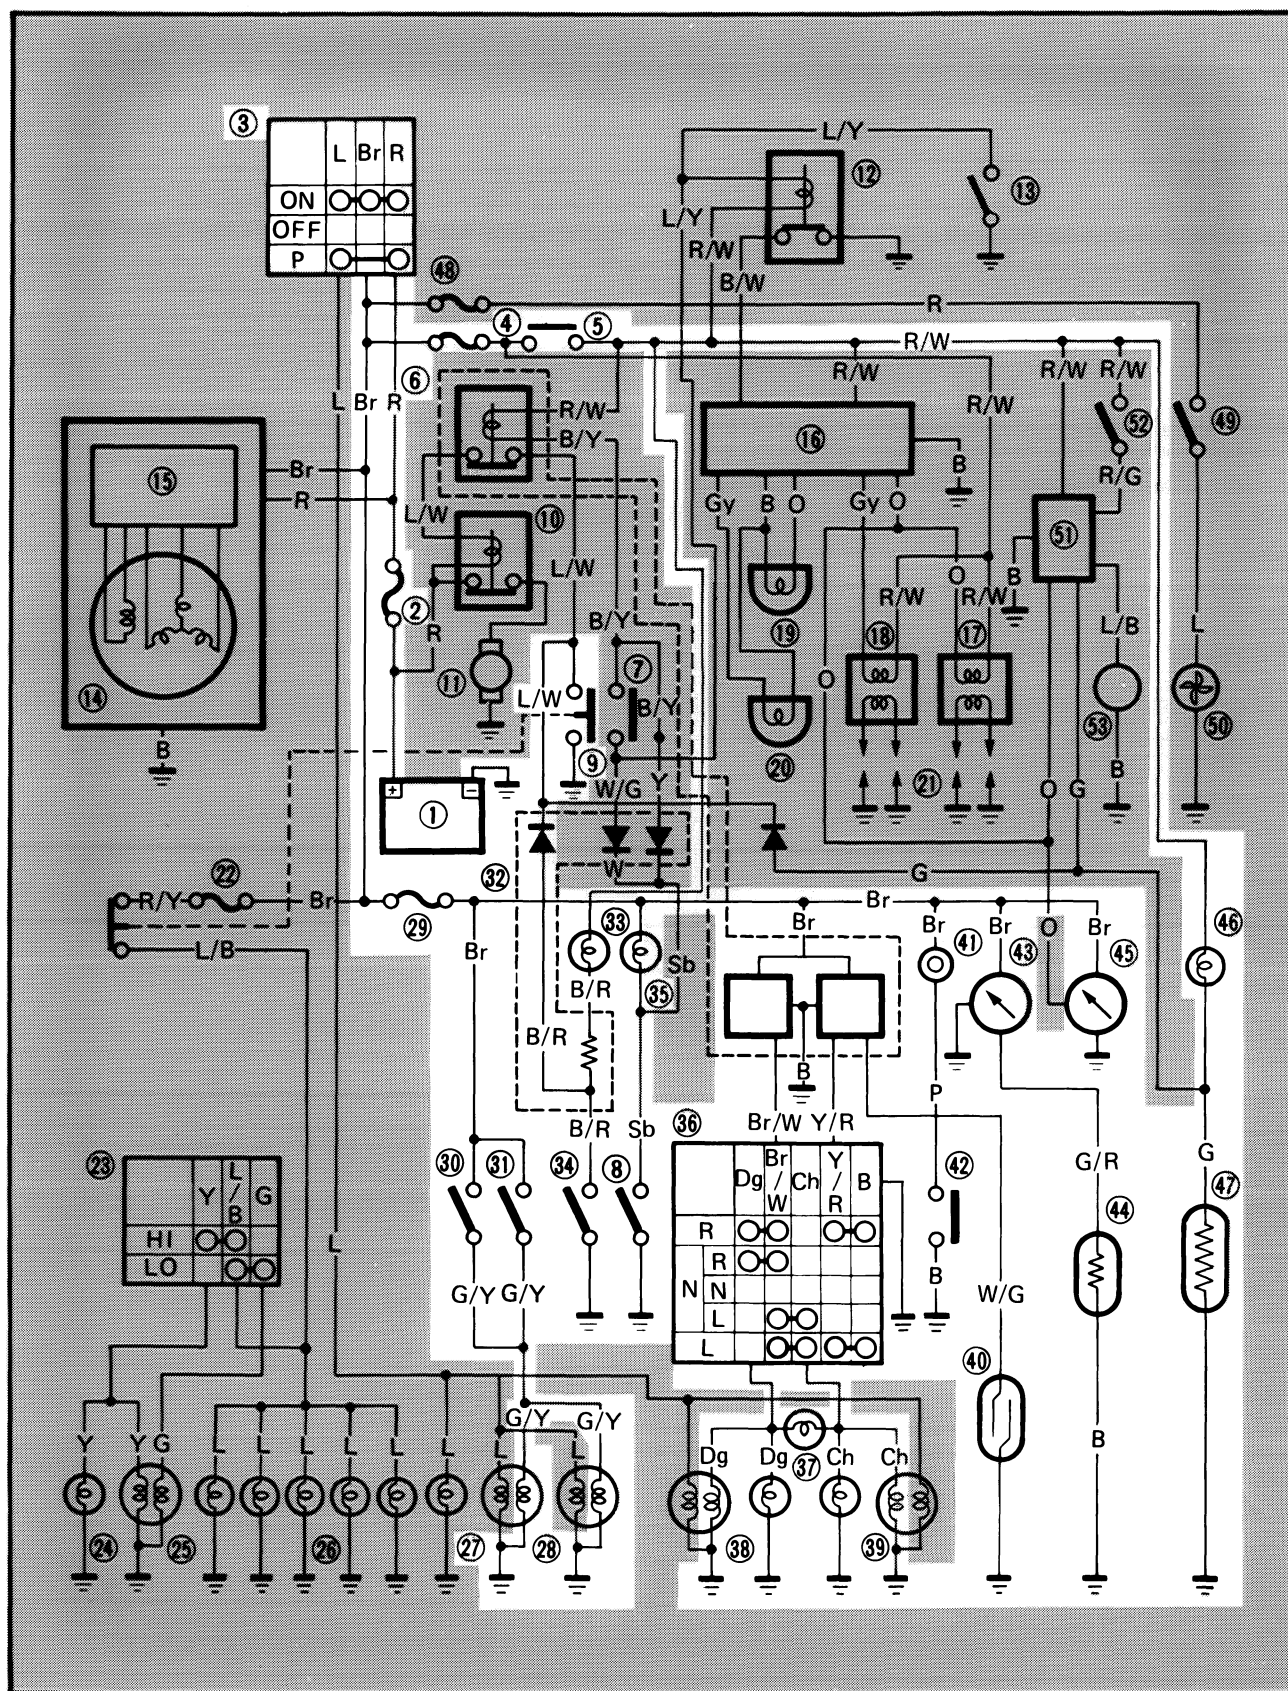 ③
L Br R
ON
OFF
P
L/Y
⑫
⑬
L/Y
R/W
B/W
㊽
R
④
⑤
R/W
⑥
L Br R
R/W
B/Y
R/W
R/W
R/W
R/W
⑯
㊾
52
⑮
Br
R
L/W
⑩
L/W
B
R/G
Gy B O Gy O
51
②
R
B/Y
O
R/W
R/W
B
L/B
L
⑪
⑲
⑱
⑰
⑭
L/W
⑦
B/Y
O
53
㊿
B
⑨
⑳
㉑
W/G
Y
O
G
B
+ −
①
W
㉒
R/Y
Br
㉜
G
Br
㉙
L/B
Br
㉝
Sb
Br
Br
㊶
Br
㊸
O
Br
㊺
㊻
B/R
㉟
B/R
B
P
B/R
Sb
㊱
Br/W
Y/R
G/R
G
㉓
Y L/B G
HI
LO
L
㉚
㉛
㉞
⑧
Dg Br/W Ch Y/R B
R
N R
N
L
L
㊷
㊹
㊼
G/Y G/Y
B
W/G
㊵
Y Y G L L L L L L L G/Y L G/Y
Dg Dg ㊲ Ch Ch
B
㉔
㉕
㉖
㉗
㉘
㊳
㊴